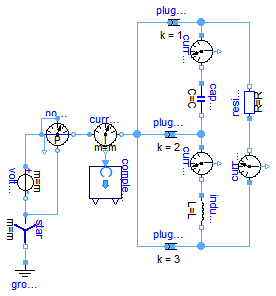 plug...
k = 1
curr...
cap...
C=C
resi...
R=R
no...
P
curr...
m=m
plug...
k = 2
curr...
curr...
vol...
m=m
+
comple...
indu...
L=L
star
m=m
plug...
k = 3
gro...